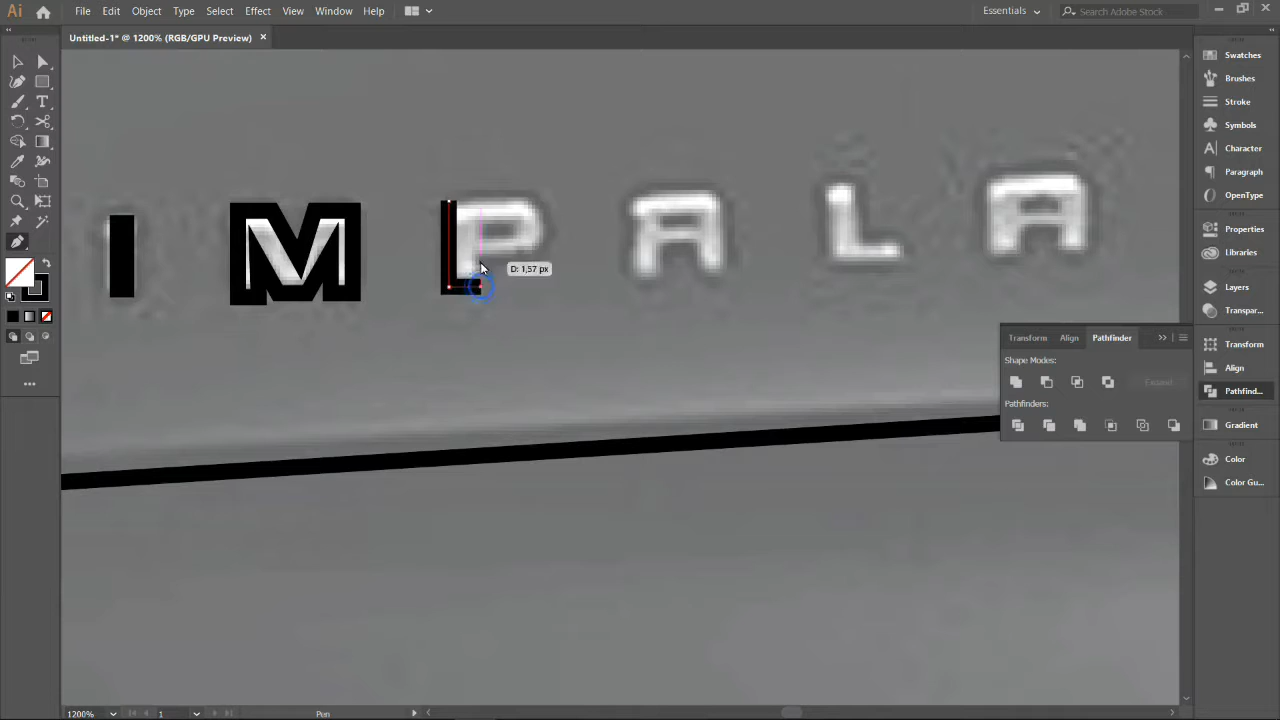 Ai File Edit Object Type Select Effect View Window Help Essentials Search Adobe Stock
Untitled-1* @ 1200% (RGB/GPU Preview)
Swatches
Brushes
Stroke
Symbols
Character
Paragraph
OpenType
Properties
Libraries
Layers
Transpar...
Transform
Align
Pathfind...
Gradient
Color
Color Gu...
IMPALA
D: 1,57 px
Transform Align Pathfinder
Shape Modes:
Expand
Pathfinders:
1200% 1 Pen